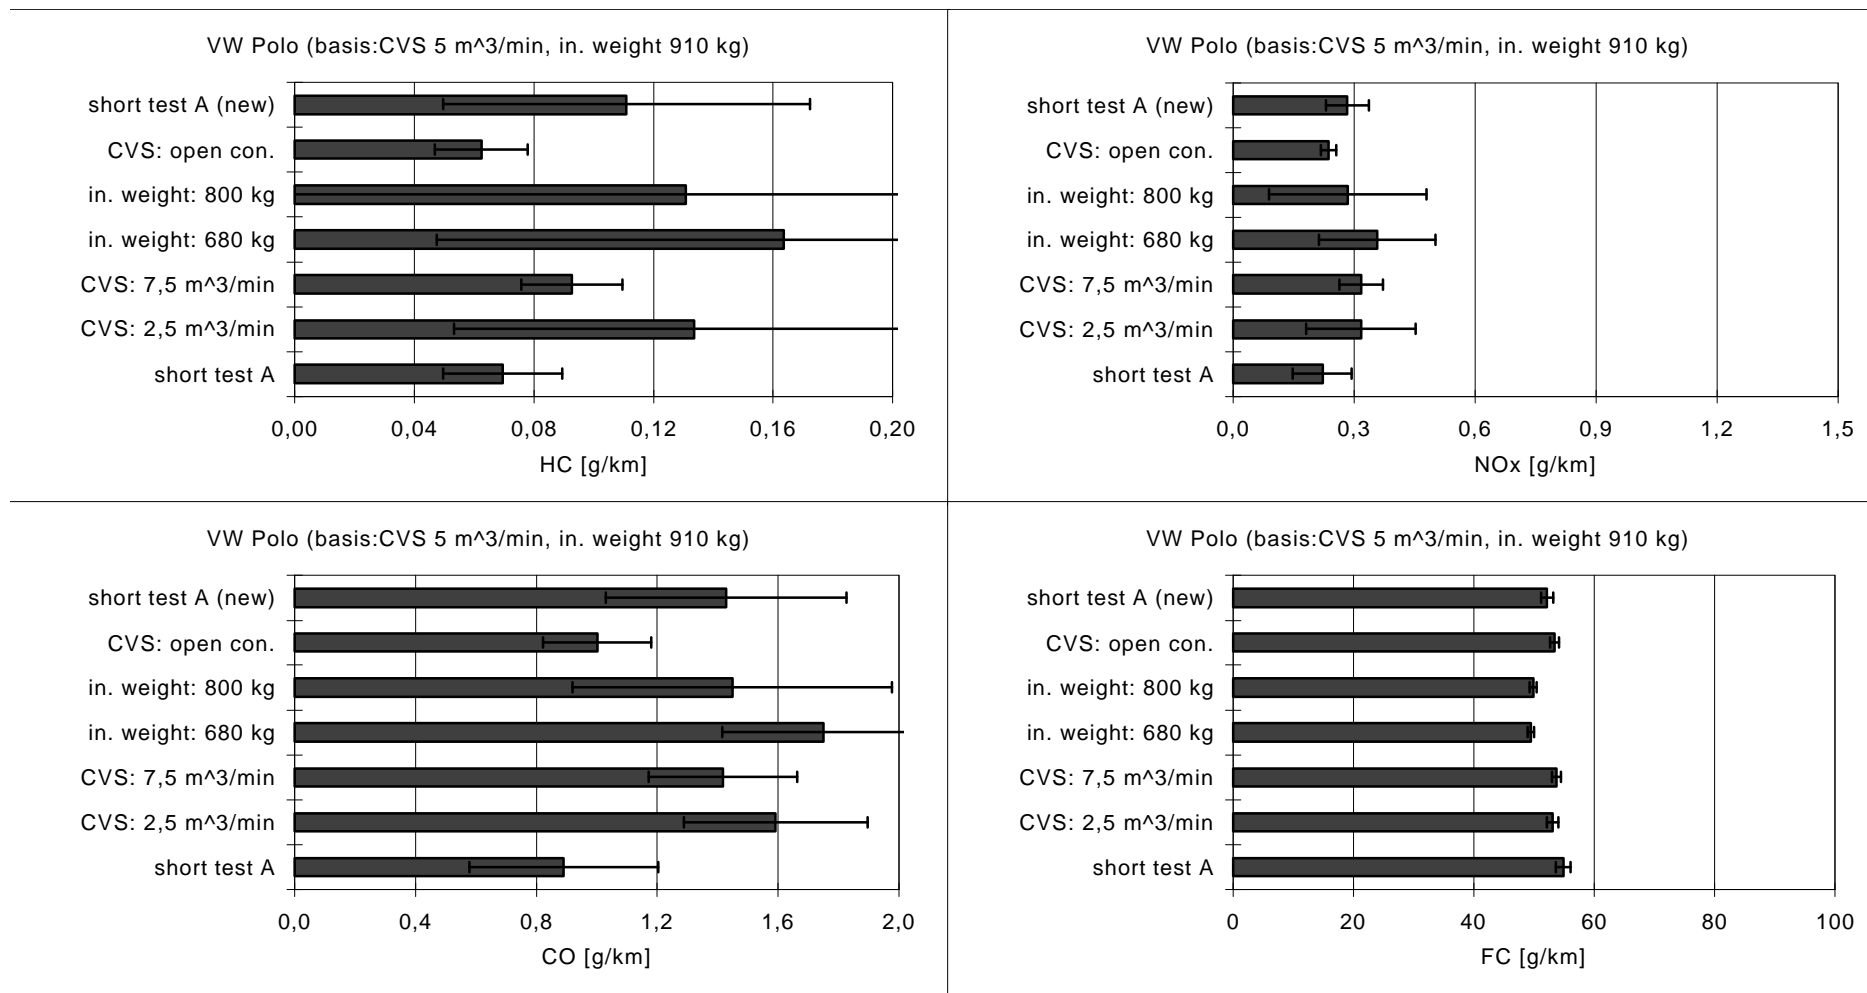 VW Polo (basis:CVS 5 m^3/min, in. weight 910 kg)
short test A (new)
CVS: open con.
in. weight: 800 kg
in. weight: 680 kg
CVS: 7,5 m^3/min
CVS: 2,5 m^3/min
short test A
0,00 0,04 0,08 0,12 0,16 0,20
HC [g/km]
VW Polo (basis:CVS 5 m^3/min, in. weight 910 kg)
short test A (new)
CVS: open con.
in. weight: 800 kg
in. weight: 680 kg
CVS: 7,5 m^3/min
CVS: 2,5 m^3/min
short test A
0,0 0,3 0,6 0,9 1,2 1,5
NOx [g/km]
VW Polo (basis:CVS 5 m^3/min, in. weight 910 kg)
short test A (new)
CVS: open con.
in. weight: 800 kg
in. weight: 680 kg
CVS: 7,5 m^3/min
CVS: 2,5 m^3/min
short test A
0,0 0,4 0,8 1,2 1,6 2,0
CO [g/km]
VW Polo (basis:CVS 5 m^3/min, in. weight 910 kg)
short test A (new)
CVS: open con.
in. weight: 800 kg
in. weight: 680 kg
CVS: 7,5 m^3/min
CVS: 2,5 m^3/min
short test A
0 20 40 60 80 100
FC [g/km]